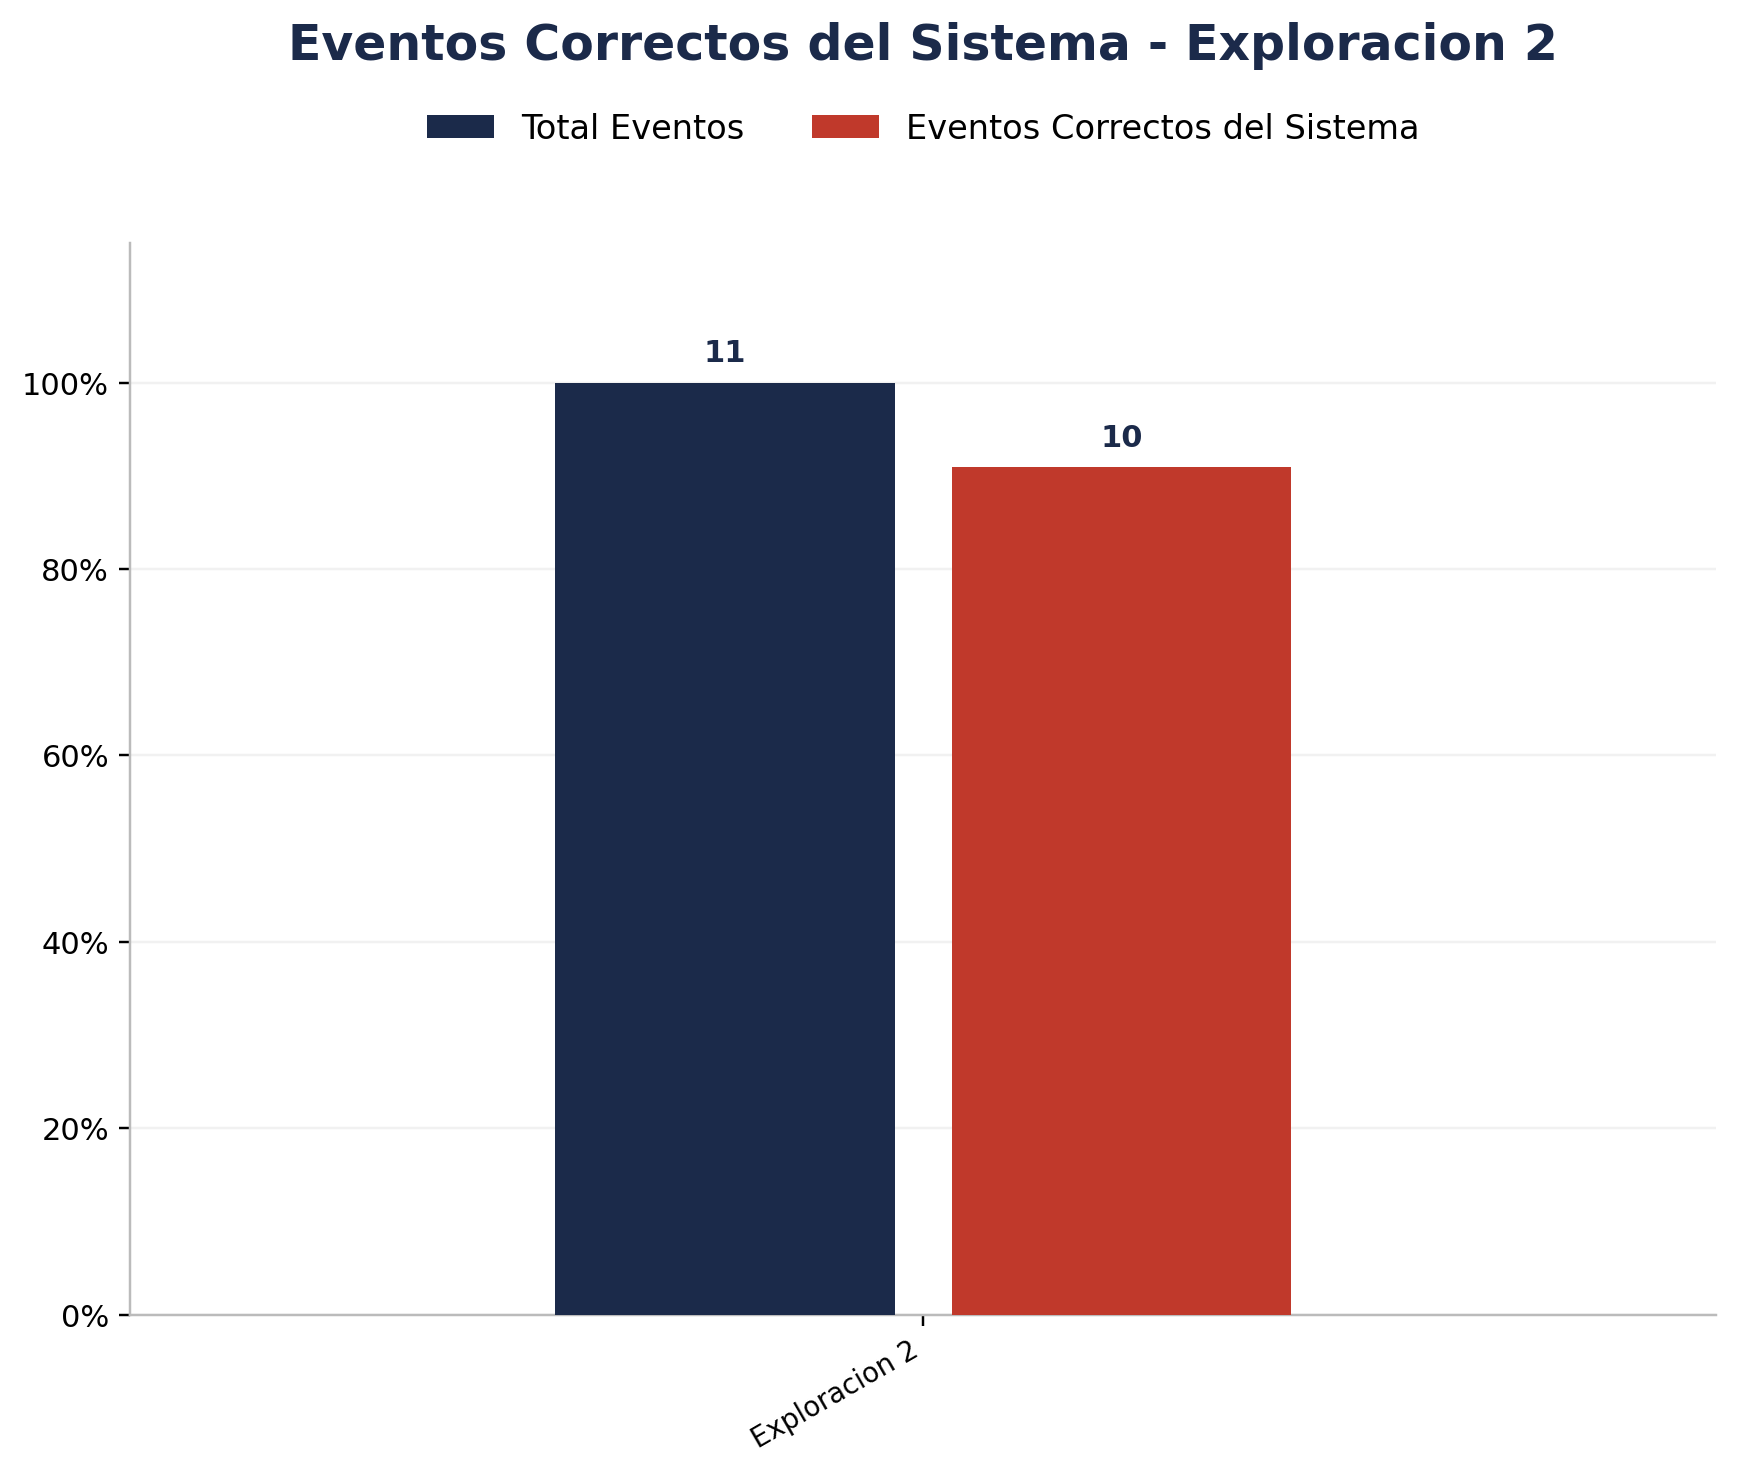 Eventos Correctos del Sistema - Exploracion 2
Total Eventos
Eventos Correctos del Sistema
11
100%
10
80%
60%
40%
20%
0%
Exploracion 2